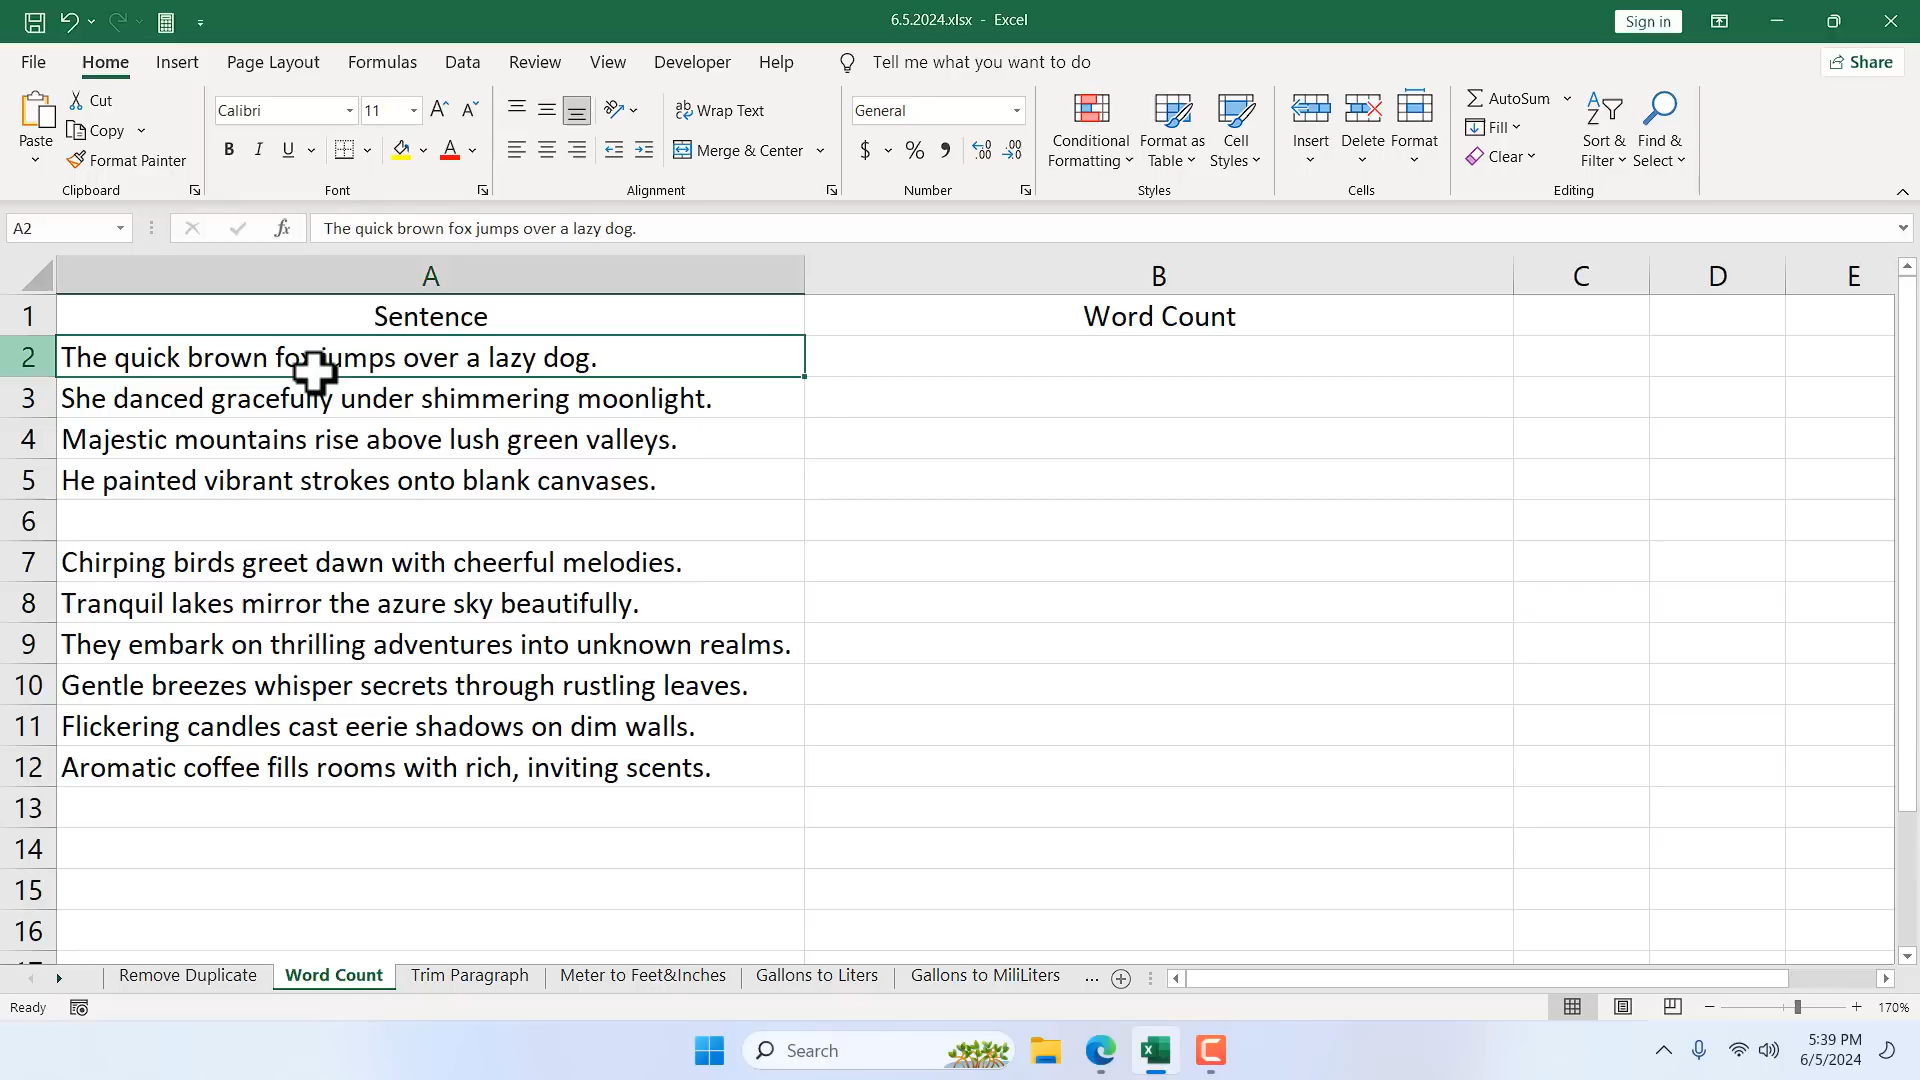 6.5.2024.xlsx - Excel
Sign in
File Home Insert Page Layout Formulas Data Review View Developer Help Tell me what you want to do Share
Paste
Cut
Copy
Format Painter
Clipboard
Calibri 11
B I U A
Font
ab Wrap Text
Merge & Center
Alignment
General
$ % ,
Number
Conditional Formatting
Format as Table
Cell Styles
Styles
Insert Delete Format
Cells
AutoSum
Fill
Clear
Sort & Filter
Find & Select
Editing
A2 fx The quick brown fox jumps over a lazy dog.
A B C D E
1 Sentence Word Count
2 The quick brown fox jumps over a lazy dog.
3 She danced gracefully under shimmering moonlight.
4 Majestic mountains rise above lush green valleys.
5 He painted vibrant strokes onto blank canvases.
6
7 Chirping birds greet dawn with cheerful melodies.
8 Tranquil lakes mirror the azure sky beautifully.
9 They embark on thrilling adventures into unknown realms.
10 Gentle breezes whisper secrets through rustling leaves.
11 Flickering candles cast eerie shadows on dim walls.
12 Aromatic coffee fills rooms with rich, inviting scents.
13
14
15
16
Remove Duplicate Word Count Trim Paragraph Meter to Feet&Inches Gallons to Liters Gallons to MiliLiters ...
Ready 170%
Search
5:39 PM
6/5/2024